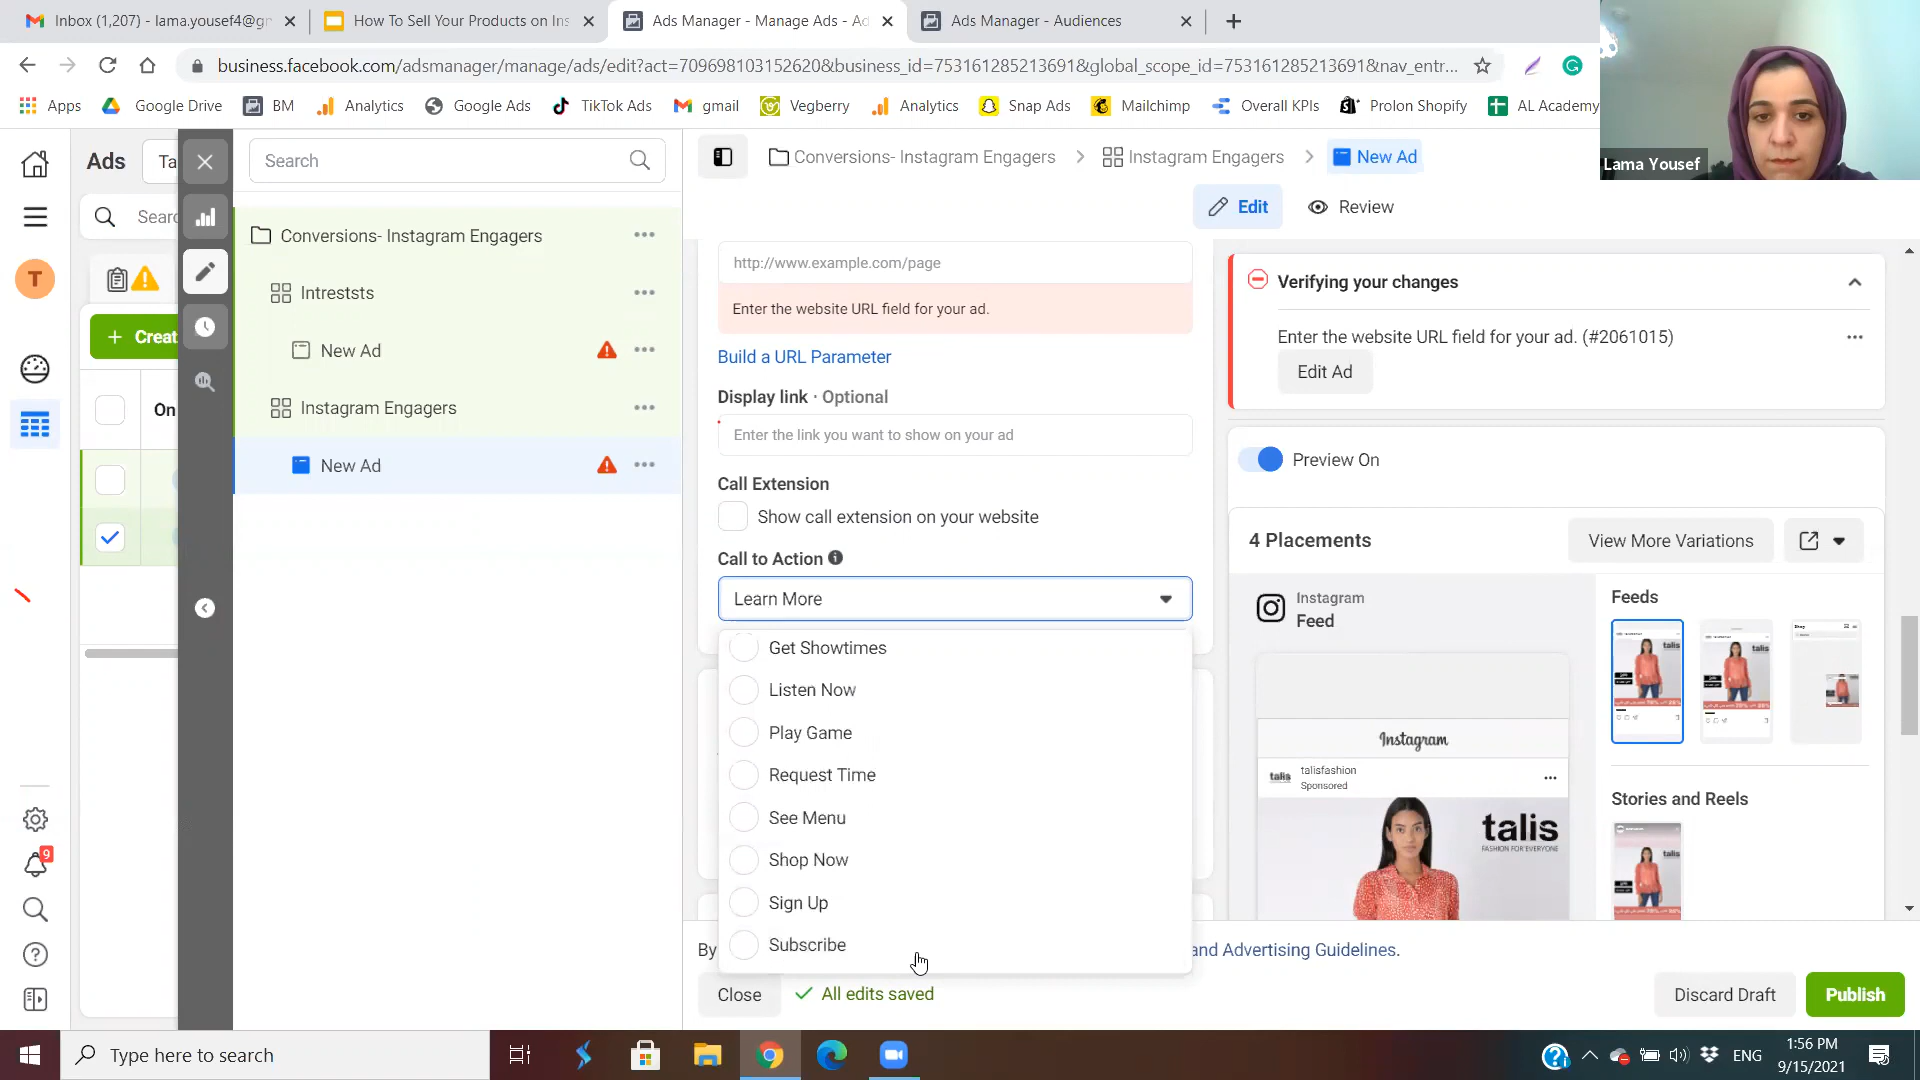 Inbox (1,207) - lama.yousef4@gm
How To Sell Your Products on Ins
Ads Manager - Manage Ads - Ad
Ads Manager - Audiences
business.facebook.com/adsmanager/manage/ads/edit?act=709698103152620&business_id=753161285213691&global_scope_id=753161285213691&nav_entr...
Apps
Google Drive
BM
Analytics
Google Ads
TikTok Ads
gmail
Vegberry
Analytics
Snap Ads
Mailchimp
Overall KPIs
Prolon Shopify
AL Academy
Lama Yousef
Ads
Ta
Search
Conversions- Instagram Engagers
Instagram Engagers
New Ad
Sear
Edit
Review
T
Conversions- Instagram Engagers
Intreststs
New Ad
Instagram Engagers
New Ad
+ Creat
On
http://www.example.com/page
Enter the website URL field for your ad.
Build a URL Parameter
Display link · Optional
Enter the link you want to show on your ad
Call Extension
Show call extension on your website
Call to Action
Learn More
Get Showtimes
Listen Now
Play Game
Request Time
See Menu
Shop Now
Sign Up
Subscribe
By
and Advertising Guidelines.
Verifying your changes
Enter the website URL field for your ad. (#2061015)
Edit Ad
Preview On
4 Placements
View More Variations
Instagram
Feed
Feeds
Instagram
talis
talisfashion
Sponsored
talis
FASHION FOR EVERYONE
Stories and Reels
9
Close
All edits saved
Discard Draft
Publish
Type here to search
ENG
1:56 PM
9/15/2021